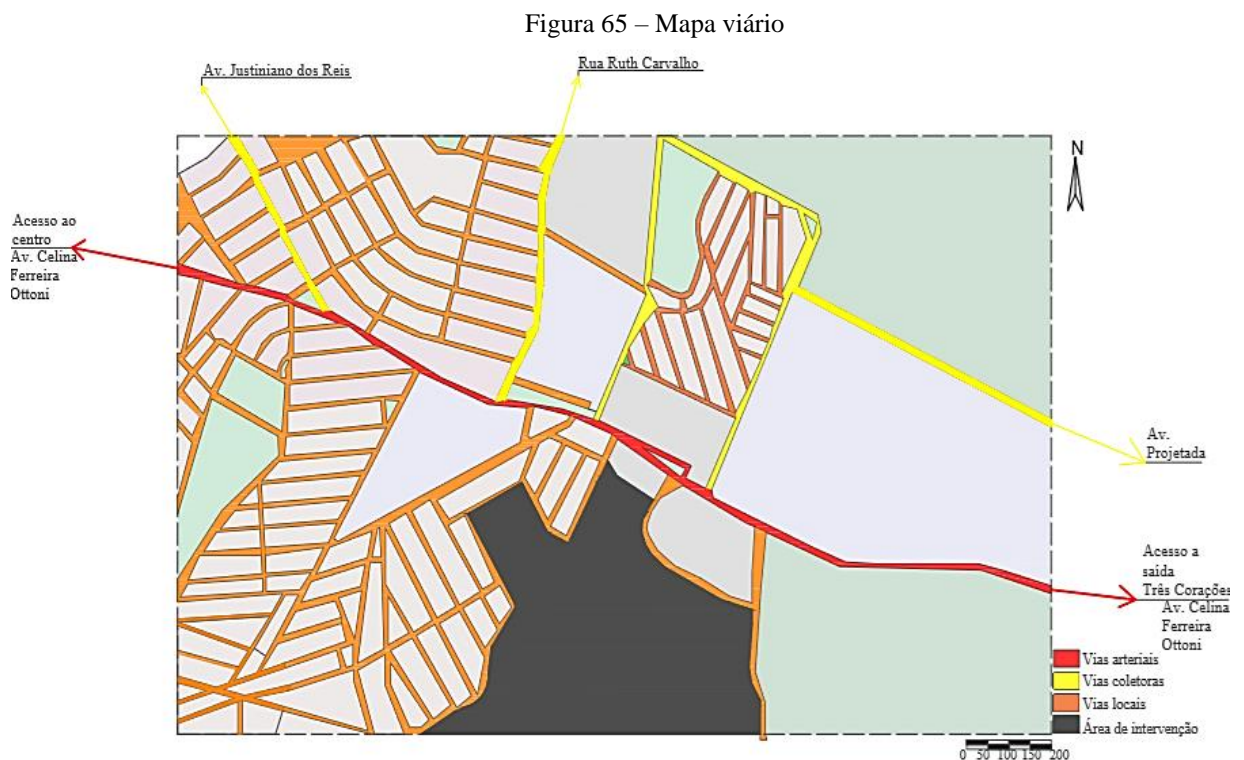 Figura 65 – Mapa viário
Av. Justiniano dos Reis
Rua Ruth Carvalho
N
Acesso ao
centro
Av. Celina
Ferreira
Ottoni
Av.
Projetada
Acesso a
saida
Três Corações
Av. Celina
Ferreira
Ottoni
Vias arteriais
Vias coletoras
Vias locais
Área de intervenção
0 50 100 150 200